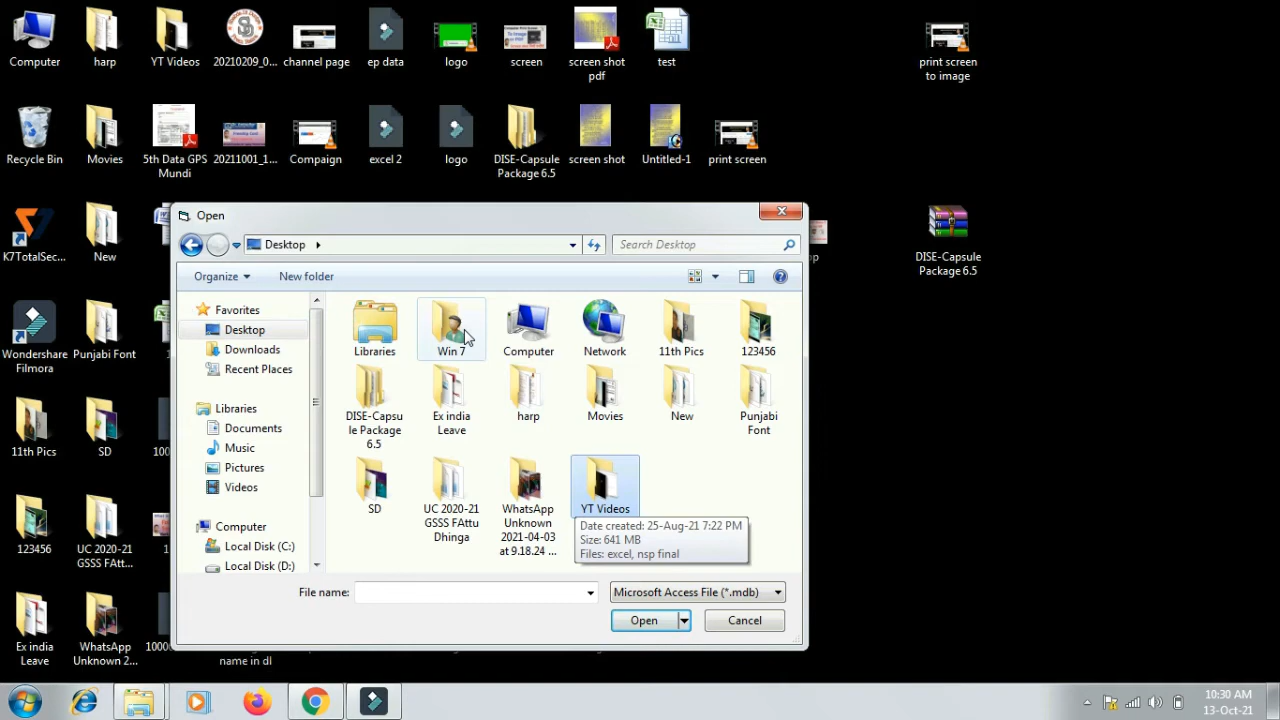 Computer
harp
YT Videos
20210209_0...
channel page
ep data
logo
screen
screen shot
pdf
test
print screen
to image
Recycle Bin
Movies
5th Data GPS
Mundi
20211001_1...
Compaign
excel 2
logo
DISE-Capsule
Package 6.5
screen shot
Untitled-1
print screen
K7TotalSec...
New
DISE-Capsule
Package 6.5
Wondershare
Filmora
Punjabi Font
11th Pics
SD
123456
UC 2020-21
GSSS FAtt...
Ex india
Leave
WhatsApp
Unknown 2...
name in dl
Open
Desktop
Search Desktop
Organize
New folder
Favorites
Desktop
Downloads
Recent Places
Libraries
Documents
Music
Pictures
Videos
Computer
Local Disk (C:)
Local Disk (D:)
Libraries
Win 7
Computer
Network
11th Pics
123456
DISE-Capsu
le Package
6.5
Ex india
Leave
harp
Movies
New
Punjabi
Font
SD
UC 2020-21
GSSS FAttu
Dhinga
WhatsApp
Unknown
2021-04-03
at 9.18.24 ...
YT Videos
Date created: 25-Aug-21 7:22 PM
Size: 641 MB
Files: excel, nsp final
File name:
Microsoft Access File (*.mdb)
Open
Cancel
10:30 AM
13-Oct-21